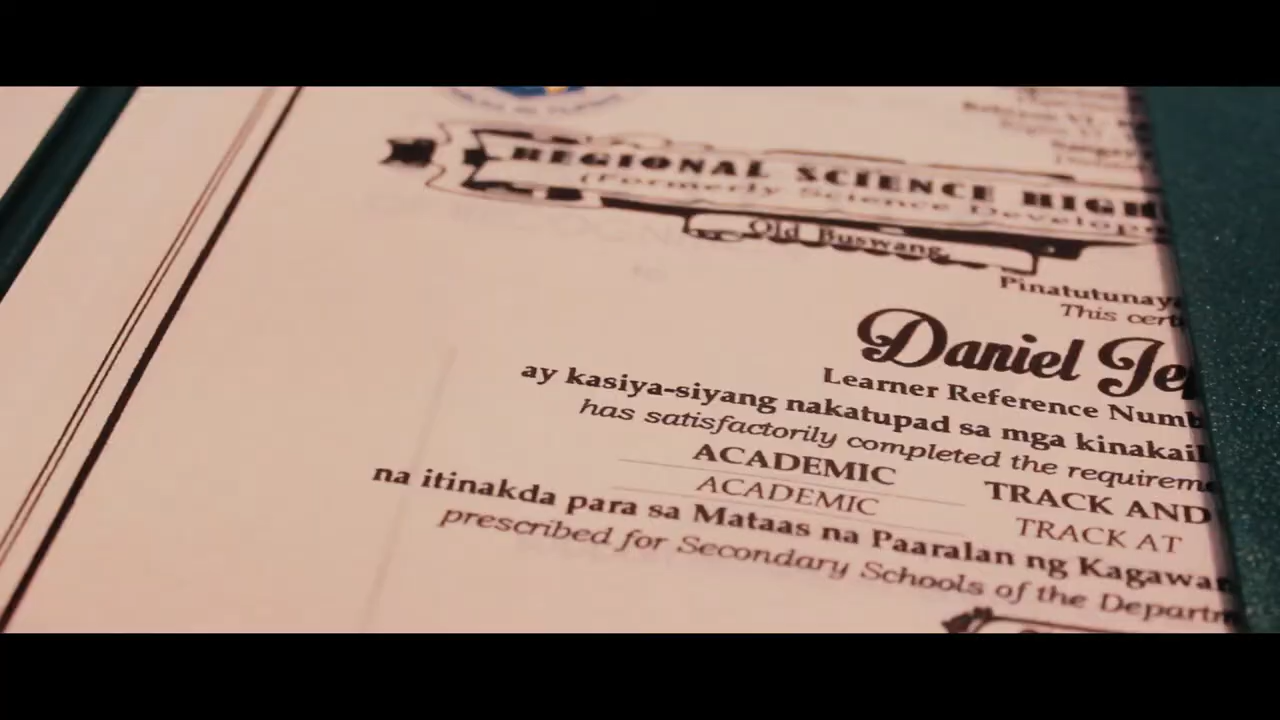 REGIONAL SCIENCE HIGH
(Formerly Science Develop
Old Buswang,
Pinatutunay
This cert
Daniel Je
Learner Reference Numb
ay kasiya-siyang nakatupad sa mga kinakail
has satisfactorily completed the requirem
ACADEMIC TRACK AND
ACADEMIC TRACK AT
na itinakda para sa Mataas na Paaralan ng Kagawa
prescribed for Secondary Schools of the Departm